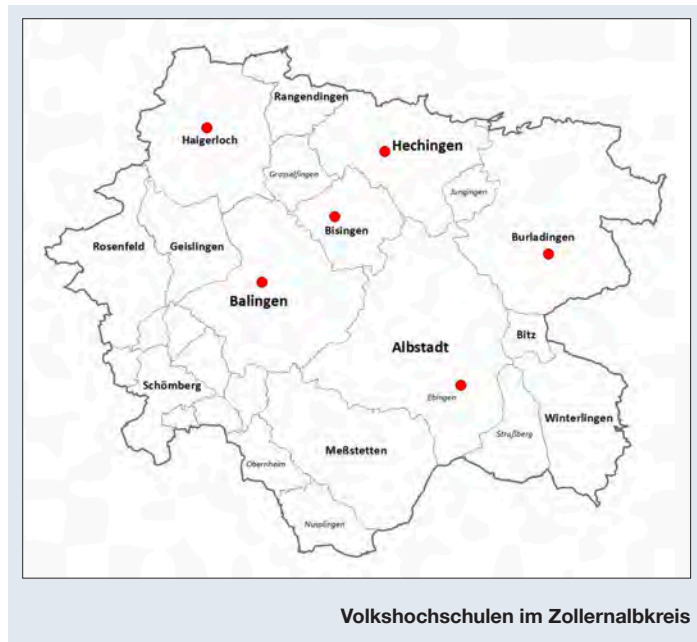 Rangendingen
Haigerloch
Hechingen
Grosselfingen
Jungingen
Bisingen
Burladingen
Rosenfeld
Geislingen
Balingen
Bitz
Albstadt
Schömberg
Ebingen
Winterlingen
Straßberg
Meßstetten
Obernheim
Nusplingen
Volkshochschulen im Zollernalbkreis